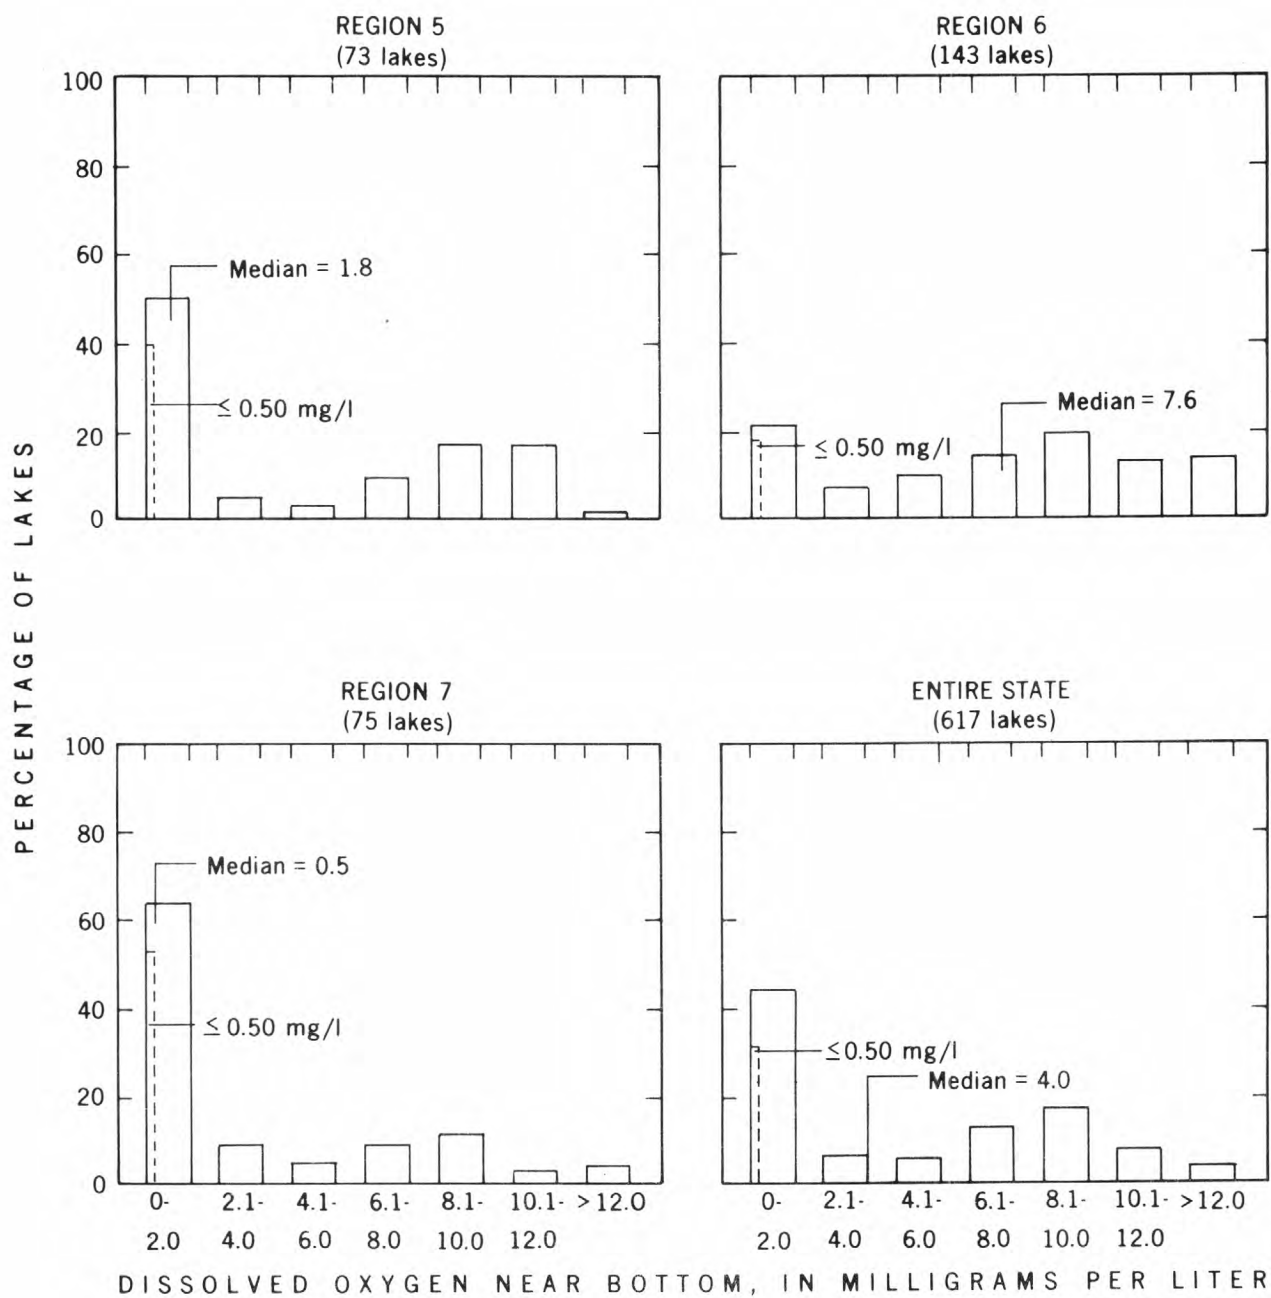 REGION 5
(73 lakes)
100
80
60
40
20
0
Median = 1.8
≤ 0.50 mg/l
REGION 6
(143 lakes)
Median = 7.6
≤ 0.50 mg/l
PERCENTAGE OF LAKES
REGION 7
(75 lakes)
100
80
60
40
20
0
Median = 0.5
≤ 0.50 mg/l
0- 2.1- 4.1- 6.1- 8.1- 10.1- > 12.0
2.0 4.0 6.0 8.0 10.0 12.0
ENTIRE STATE
(617 lakes)
≤0.50 mg/l
Median = 4.0
0- 2.1- 4.1- 6.1- 8.1- 10.1- >12.0
2.0 4.0 6.0 8.0 10.0 12.0
DISSOLVED OXYGEN NEAR BOTTOM, IN MILLIGRAMS PER LITER